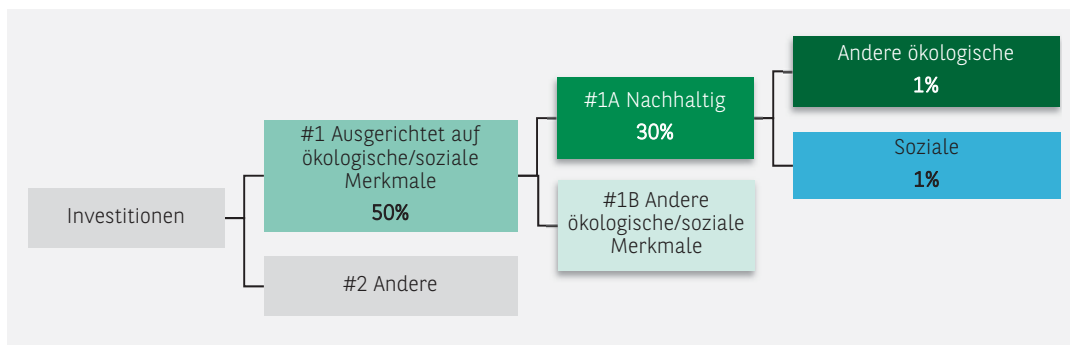 Investitionen
#1 Ausgerichtet auf
ökologische/soziale
Merkmale
50%
#2 Andere
#1A Nachhaltig
30%
#1B Andere
ökologische/soziale
Merkmale
Andere ökologische
1%
Soziale
1%